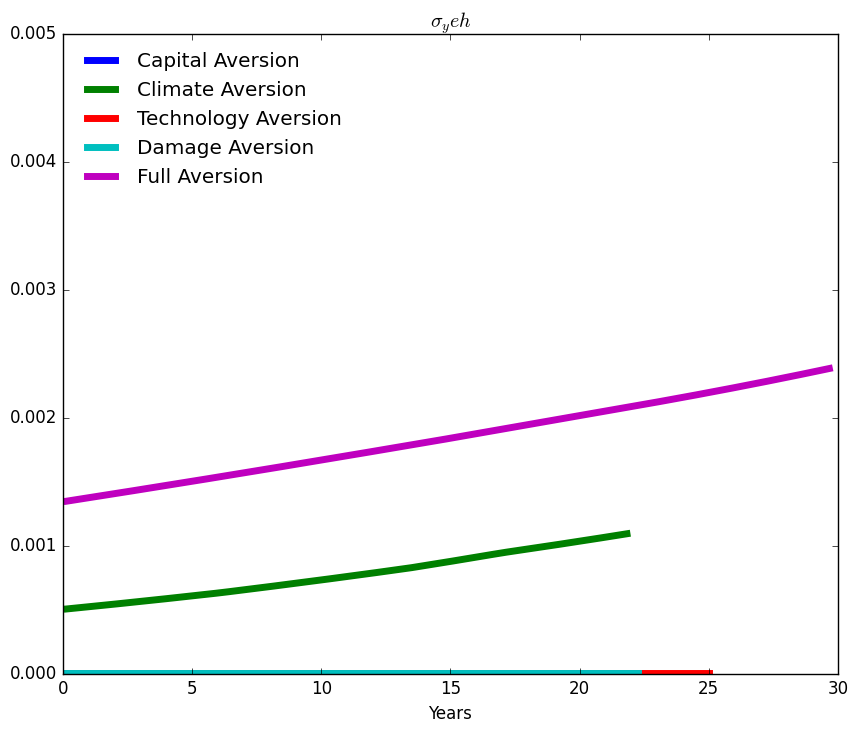 σ_y eh
0.005
Capital Aversion
Climate Aversion
Technology Aversion
Damage Aversion
Full Aversion
0.004
0.003
0.002
0.001
0.000
0 5 10 15 20 25 30
Years